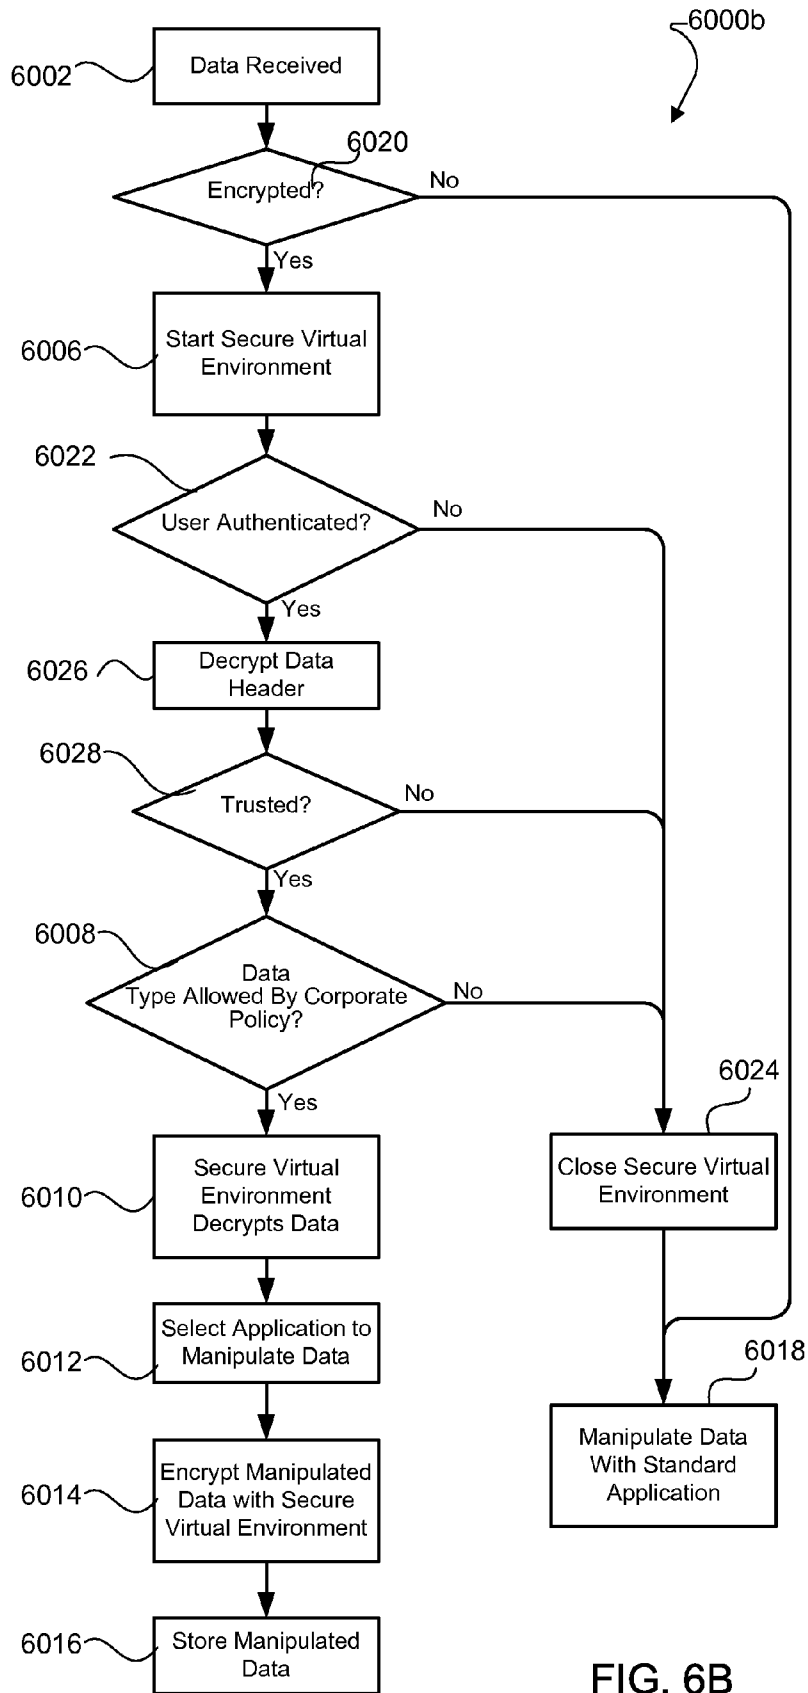 6000b
6002
Data Received
6020
Encrypted?
No
Yes
6006
Start Secure Virtual
Environment
6022
User Authenticated?
No
Yes
6026
Decrypt Data
Header
6028
Trusted?
No
Yes
6008
Data
Type Allowed By Corporate
Policy?
No
Yes
6024
Close Secure Virtual
Environment
6010
Secure Virtual
Environment
Decrypts Data
6012
Select Application to
Manipulate Data
6018
Manipulate Data
With Standard
Application
6014
Encrypt Manipulated
Data with Secure
Virtual Environment
6016
Store Manipulated
Data
FIG. 6B